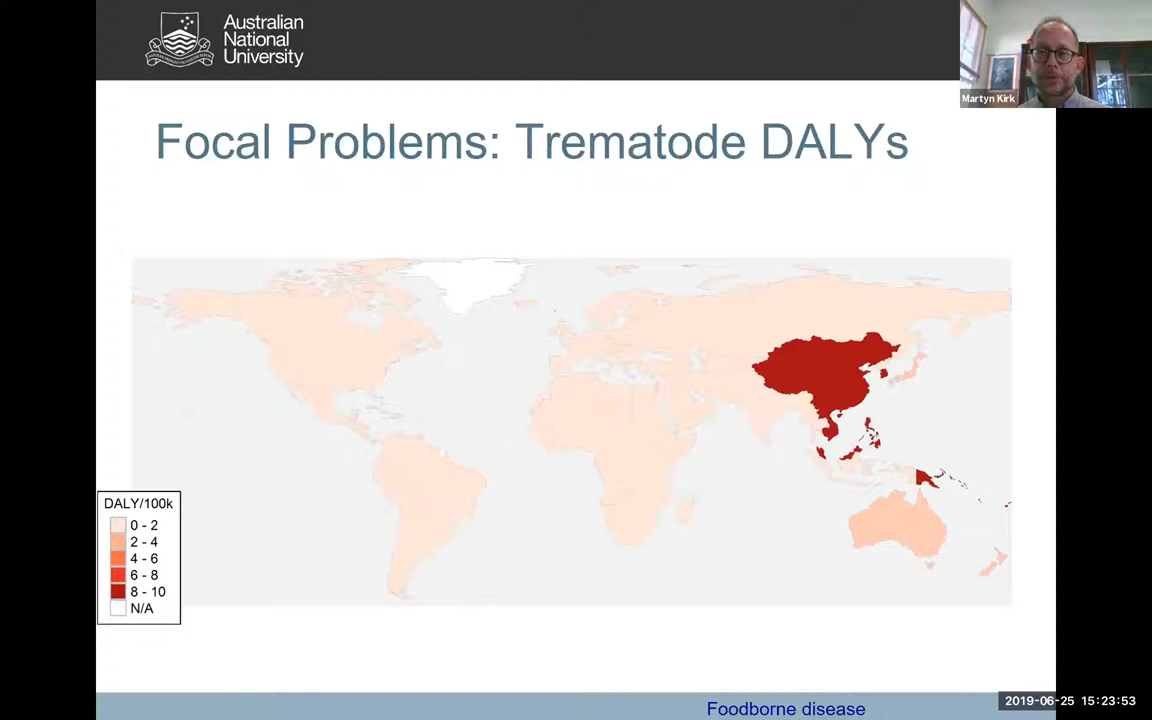 Australian
National
University
Martyn Kirk
Focal Problems: Trematode DALYs
DALY/100k
0 - 2
2 - 4
4 - 6
6 - 8
8 - 10
N/A
Foodborne disease
2019-06-25 15:23:53